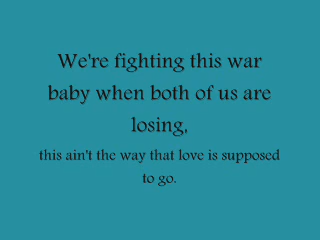 We're fighting this war
baby when both of us are
losing,
this ain't the way that love is supposed
to go.